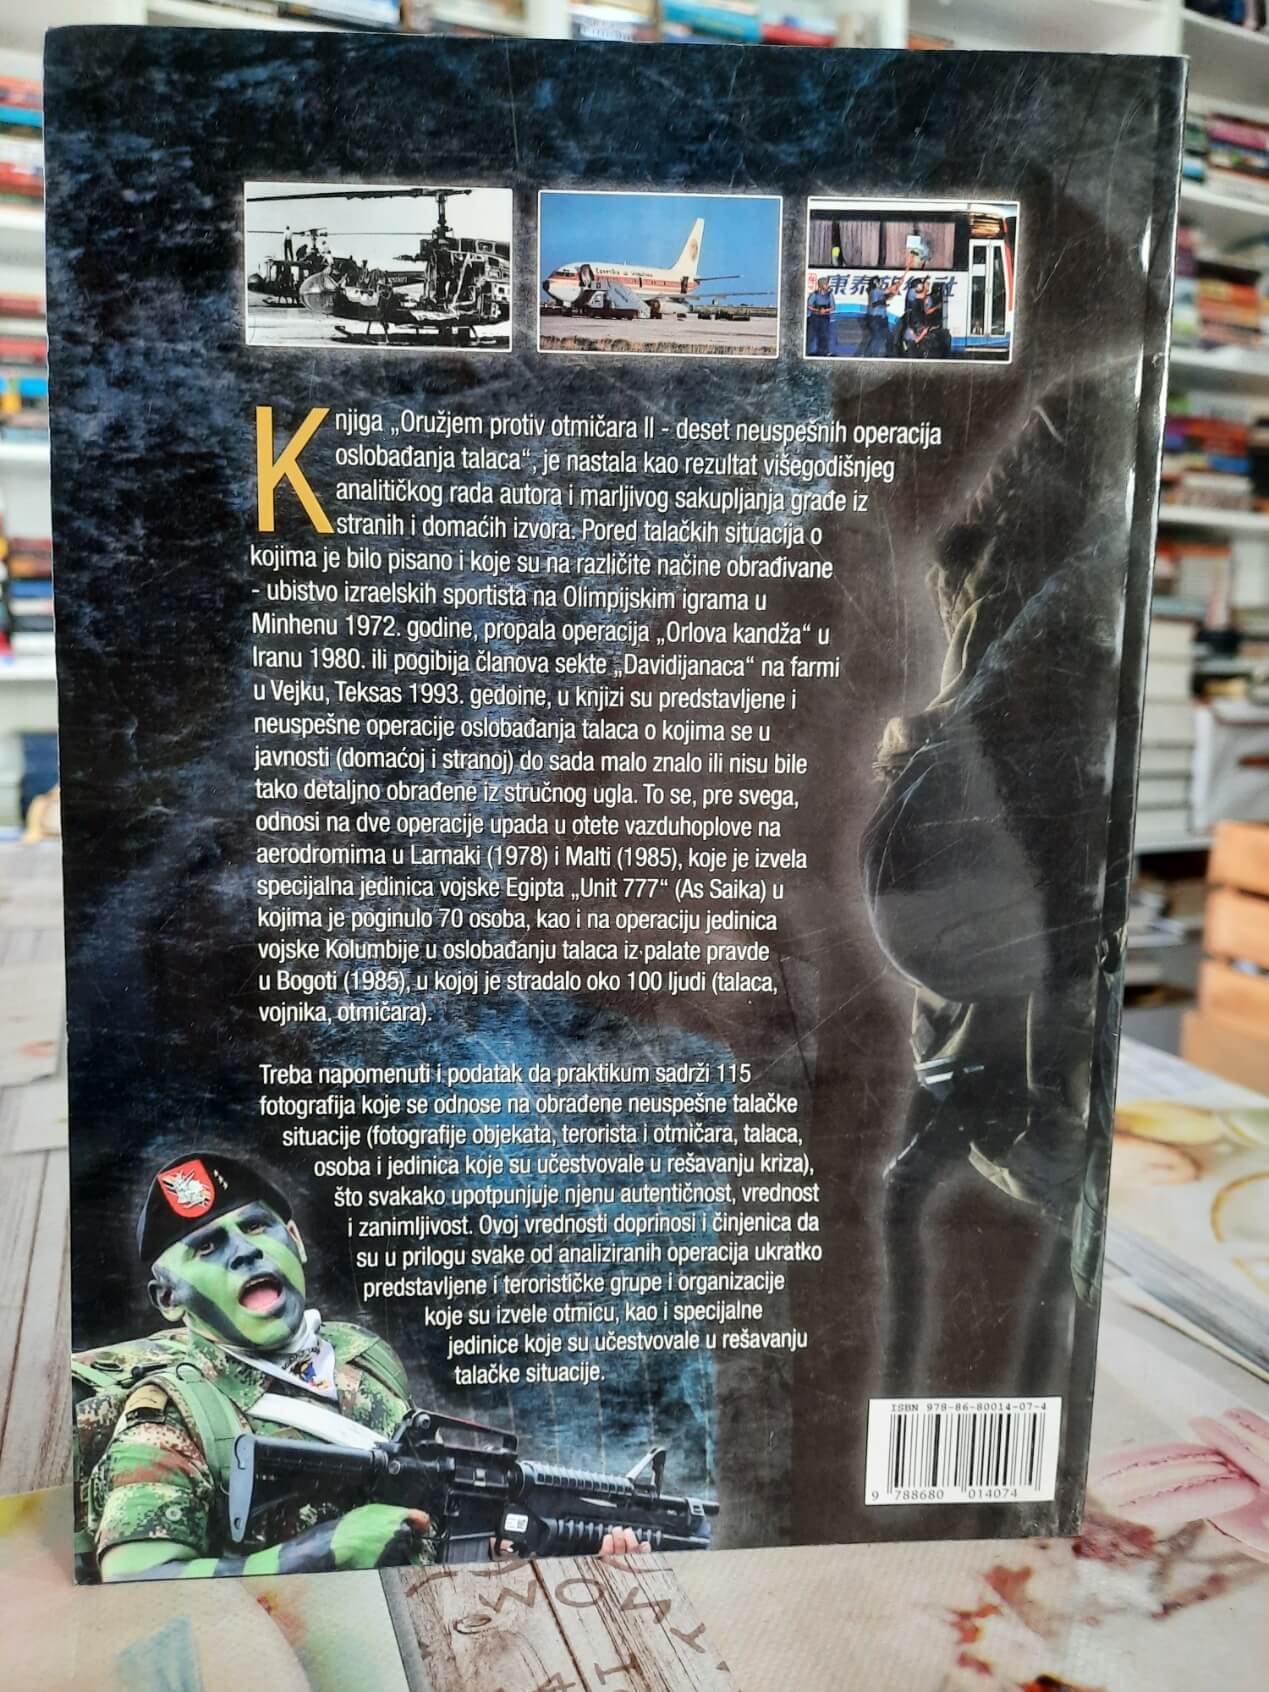 康泰旅行社
Knjiga „Oružjem protiv otmičara II - deset neuspešnih operacija
oslobađanja talaca“, je nastala kao rezultat višegodišnjeg
analitičkog rada autora i marljivog sakupljanja građe iz
stranih i domaćih izvora. Pored talačkih situacija o
kojima je bilo pisano i koje su na različite načine obrađivane
- ubistvo izraelskih sportista na Olimpijskim igrama u
Minhenu 1972. godine, propala operacija „Orlova kandža“ u
Iranu 1980. ili pogibija članova sekte „Davidijanaca“ na farmi
u Vejku, Teksas 1993. gedoine, u knjizi su predstavljene i
neuspešne operacije oslobađanja talaca o kojima se u
javnosti (domaćoj i stranoj) do sada malo znalo ili nisu bile
tako detaljno obrađene iz stručnog ugla. To se, pre svega,
odnosi na dve operacije upada u otete vazduhoplove na
aerodromima u Larnaki (1978) i Malti (1985), koje je izvela
specijalna jedinica vojske Egipta „Unit 777“ (As Saika) u
kojima je poginulo 70 osoba, kao i na operaciju jedinica
vojske Kolumbije u oslobađanju talaca iz palate pravde
u Bogoti (1985), u kojoj je stradalo oko 100 ljudi (talaca,
vojnika, otmičara).
Treba napomenuti i podatak da praktikum sadrži 115
fotografija koje se odnose na obrađene neuspešne talačke
situacije (fotografije objekata, terorista i otmičara, talaca,
osoba i jedinica koje su učestvovale u rešavanju kriza),
što svakako upotpunjuje njenu autentičnost, vrednost
i zanimljivost. Ovoj vrednosti doprinosi i činjenica da
su u prilogu svake od analiziranih operacija ukratko
predstavljene i terorističke grupe i organizacije
koje su izvele otmicu, kao i specijalne
jedinice koje su učestvovale u rešavanju
talačke situacije.
ISBN 978-86-80014-07-4
9 788680 014074